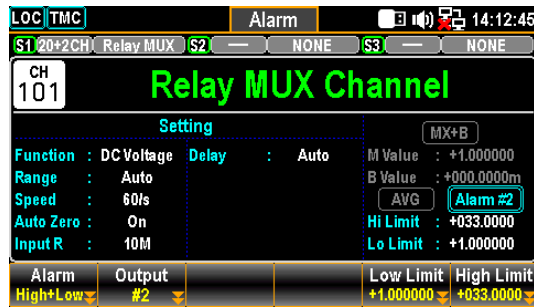 LOC TMC Alarm 14:12:45
S1 20+2CH Relay MUX S2 — NONE S3 — NONE
CH
101
Relay MUX Channel
Setting
MX+B
Function : DC Voltage Delay : Auto M Value : +1.000000
Range : Auto B Value : +000.0000m
Speed : 60/s AVG Alarm #2
Auto Zero : On Hi Limit : +033.0000
Input R : 10M Lo Limit : +1.000000
Alarm Output Low Limit High Limit
High+Low #2 +1.000000 +033.0000